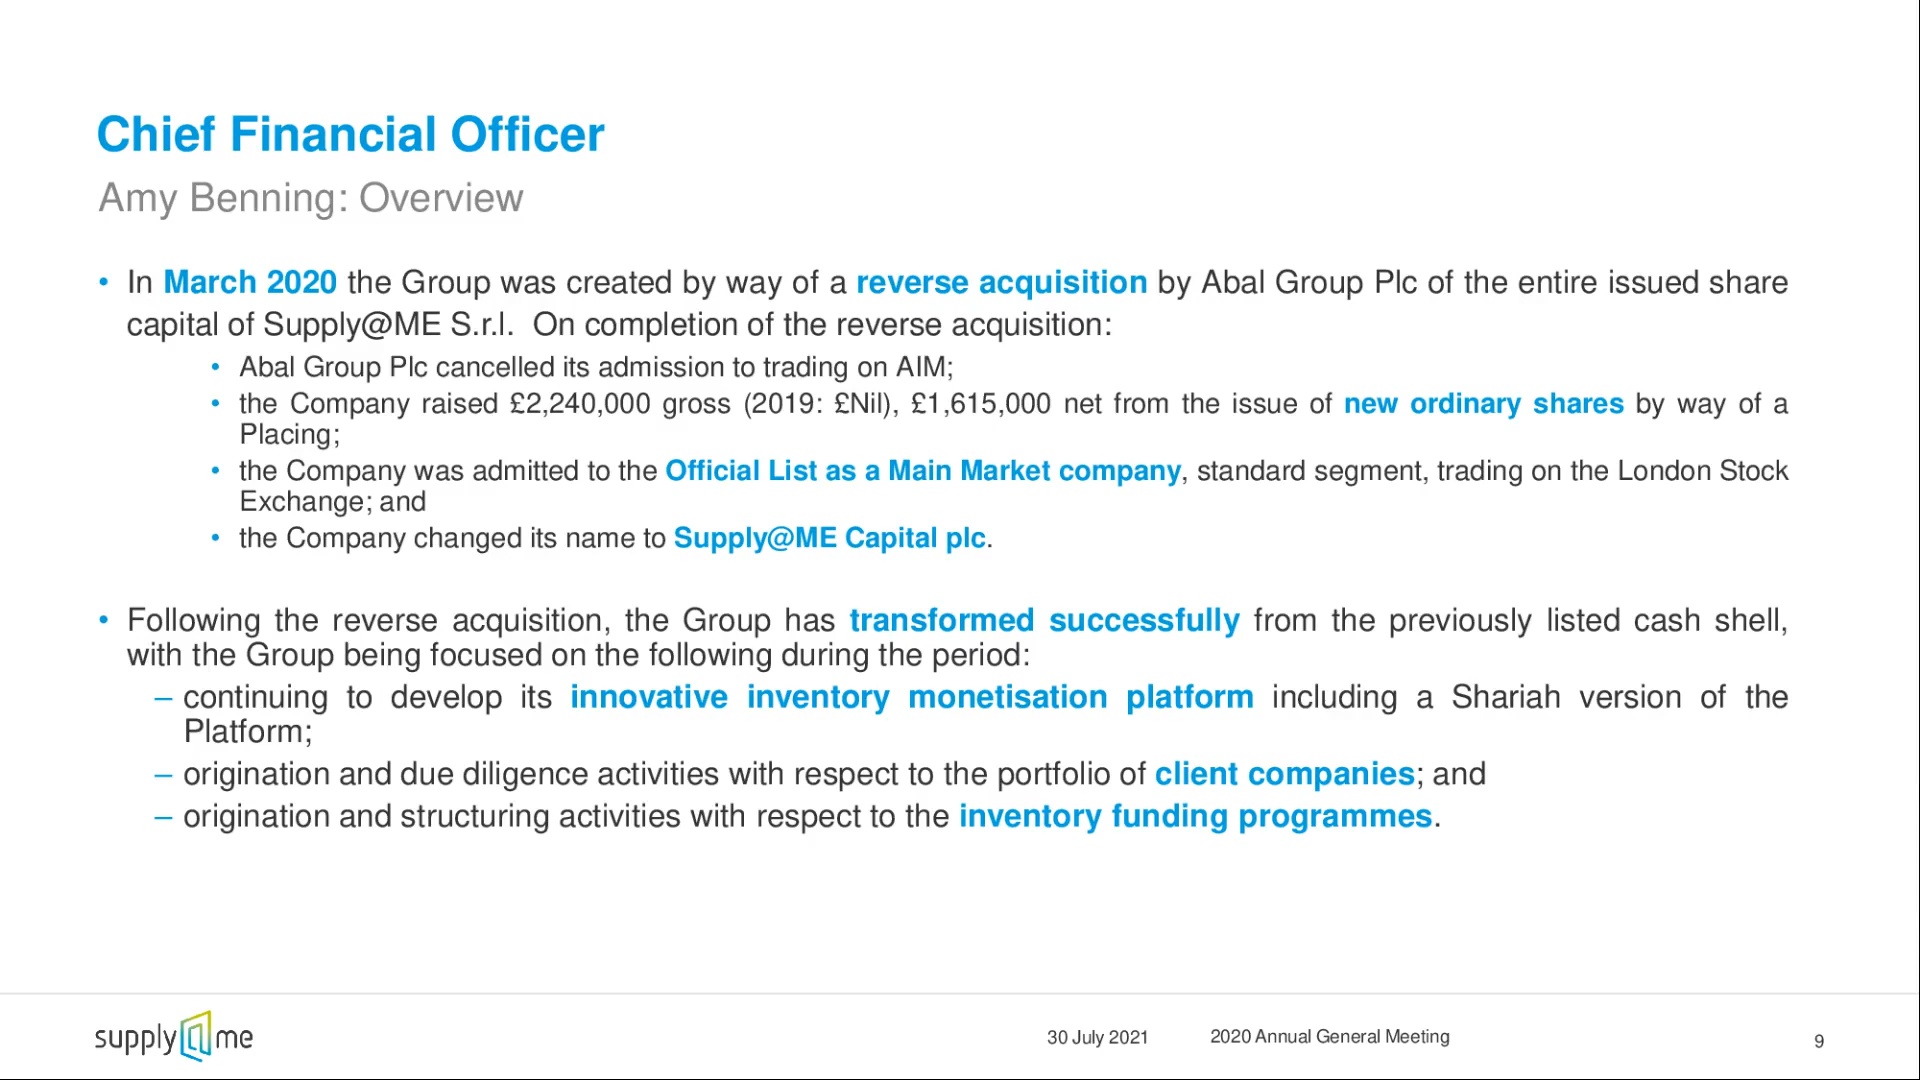 Chief Financial Officer
Amy Benning: Overview
• In March 2020 the Group was created by way of a reverse acquisition by Abal Group Plc of the entire issued share
capital of Supply@ME S.r.l. On completion of the reverse acquisition:
• Abal Group Plc cancelled its admission to trading on AIM;
• the Company raised £2,240,000 gross (2019: £Nil), £1,615,000 net from the issue of new ordinary shares by way of a
Placing;
• the Company was admitted to the Official List as a Main Market company, standard segment, trading on the London Stock
Exchange; and
• the Company changed its name to Supply@ME Capital plc.
• Following the reverse acquisition, the Group has transformed successfully from the previously listed cash shell,
with the Group being focused on the following during the period:
– continuing to develop its innovative inventory monetisation platform including a Shariah version of the
Platform;
– origination and due diligence activities with respect to the portfolio of client companies; and
– origination and structuring activities with respect to the inventory funding programmes.
supply@me
30 July 2021
2020 Annual General Meeting
9